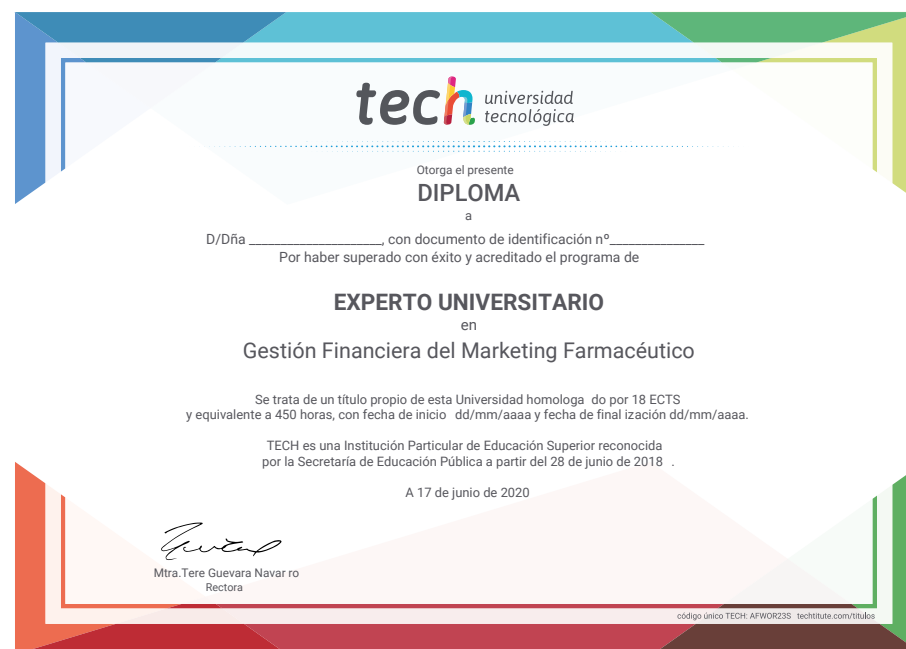 tech universidad
tecnológica
Otorga el presente
DIPLOMA
a
D/Dña ____________________, con documento de identificación nº______________
Por haber superado con éxito y acreditado el programa de
EXPERTO UNIVERSITARIO
en
Gestión Financiera del Marketing Farmacéutico
Se trata de un título propio de esta Universidad homologa do por 18 ECTS
y equivalente a 450 horas, con fecha de inicio dd/mm/aaaa y fecha de final ización dd/mm/aaaa.
TECH es una Institución Particular de Educación Superior reconocida
por la Secretaría de Educación Pública a partir del 28 de junio de 2018 .
A 17 de junio de 2020
Mtra.Tere Guevara Navar ro
Rectora
código único TECH: AFWOR23S techtitute.com/titulos